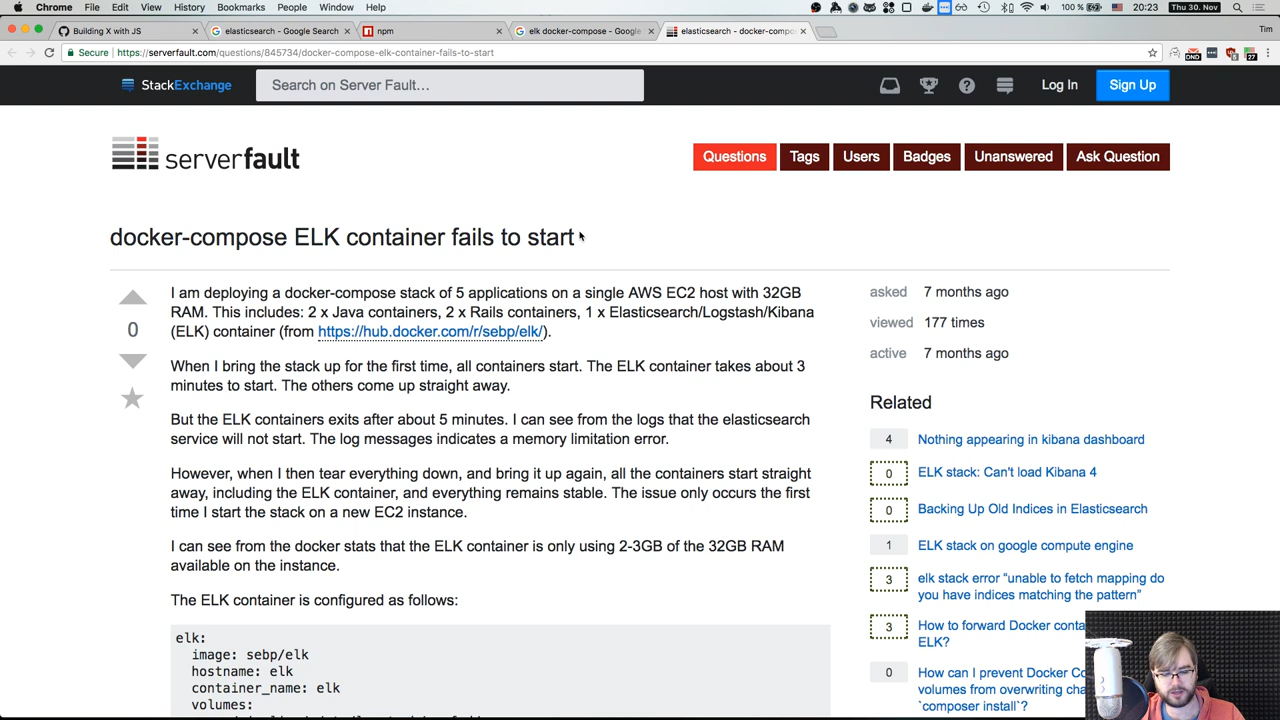 Chrome File Edit View History Bookmarks People Window Help 100 % Thu 30. Nov 20:23
Building X with JS
elasticsearch - Google Search
npm
elk docker-compose - Google
elasticsearch - docker-compo
Tim
Secure https://serverfault.com/questions/845734/docker-compose-elk-container-fails-to-start
StackExchange
Search on Server Fault…
Log In
Sign Up
serverfault
Questions
Tags
Users
Badges
Unanswered
Ask Question
docker-compose ELK container fails to start
0
I am deploying a docker-compose stack of 5 applications on a single AWS EC2 host with 32GB
RAM. This includes: 2 x Java containers, 2 x Rails containers, 1 x Elasticsearch/Logstash/Kibana
(ELK) container (from https://hub.docker.com/r/sebp/elk/).
When I bring the stack up for the first time, all containers start. The ELK container takes about 3
minutes to start. The others come up straight away.
But the ELK containers exits after about 5 minutes. I can see from the logs that the elasticsearch
service will not start. The log messages indicates a memory limitation error.
However, when I then tear everything down, and bring it up again, all the containers start straight
away, including the ELK container, and everything remains stable. The issue only occurs the first
time I start the stack on a new EC2 instance.
I can see from the docker stats that the ELK container is only using 2-3GB of the 32GB RAM
available on the instance.
The ELK container is configured as follows:
elk:
image: sebp/elk
hostname: elk
container_name: elk
volumes:
asked 7 months ago
viewed 177 times
active 7 months ago
Related
4 Nothing appearing in kibana dashboard
0 ELK stack: Can't load Kibana 4
0 Backing Up Old Indices in Elasticsearch
1 ELK stack on google compute engine
3 elk stack error “unable to fetch mapping do
you have indices matching the pattern”
3 How to forward Docker conta
ELK?
0 How can I prevent Docker Co
volumes from overwriting cha
`composer install`?